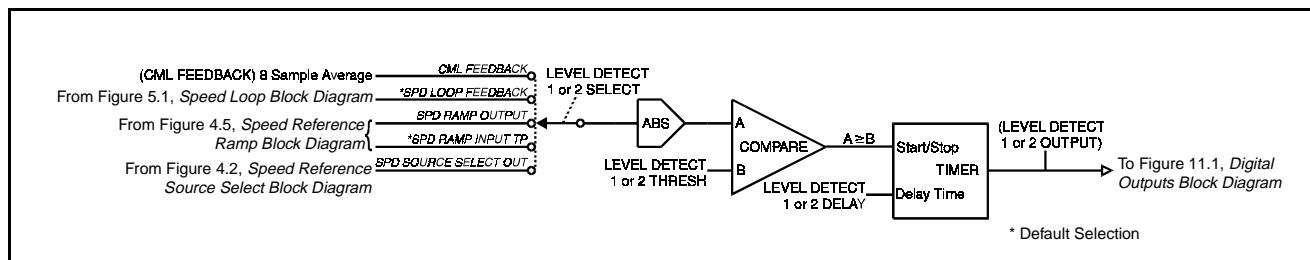 (CML FEEDBACK) 8 Sample Average
CML FEEDBACK
From Figure 5.1, Speed Loop Block Diagram
*SPD LOOP FEEDBACK
SPD RAMP OUTPUT
From Figure 4.5, Speed Reference
Ramp Block Diagram
*SPD RAMP INPUT TP
SPD SOURCE SELECT OUT
From Figure 4.2, Speed Reference
Source Select Block Diagram
LEVEL DETECT
1 or 2 SELECT
ABS
LEVEL DETECT
1 or 2 THRESH
A
COMPARE
B
A≥B
LEVEL DETECT
1 or 2 DELAY
Start/Stop
TIMER
Delay Time
(LEVEL DETECT
1 or 2 OUTPUT)
To Figure 11.1, Digital
Outputs Block Diagram
* Default Selection